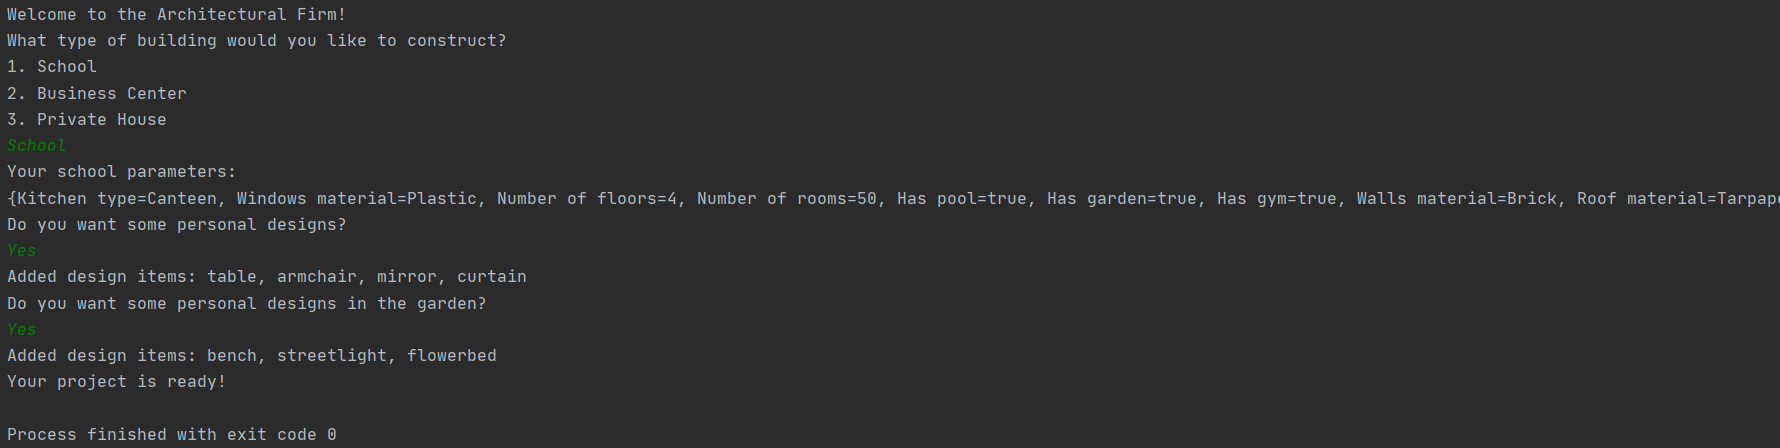 Welcome to the Architectural Firm!
What type of building would you like to construct?
1. School
2. Business Center
3. Private House
School
Your school parameters:
{Kitchen type=Canteen, Windows material=Plastic, Number of floors=4, Number of rooms=50, Has pool=true, Has garden=true, Has gym=true, Walls material=Brick, Roof material=Tarpape
Do you want some personal designs?
Yes
Added design items: table, armchair, mirror, curtain
Do you want some personal designs in the garden?
Yes
Added design items: bench, streetlight, flowerbed
Your project is ready!
Process finished with exit code 0